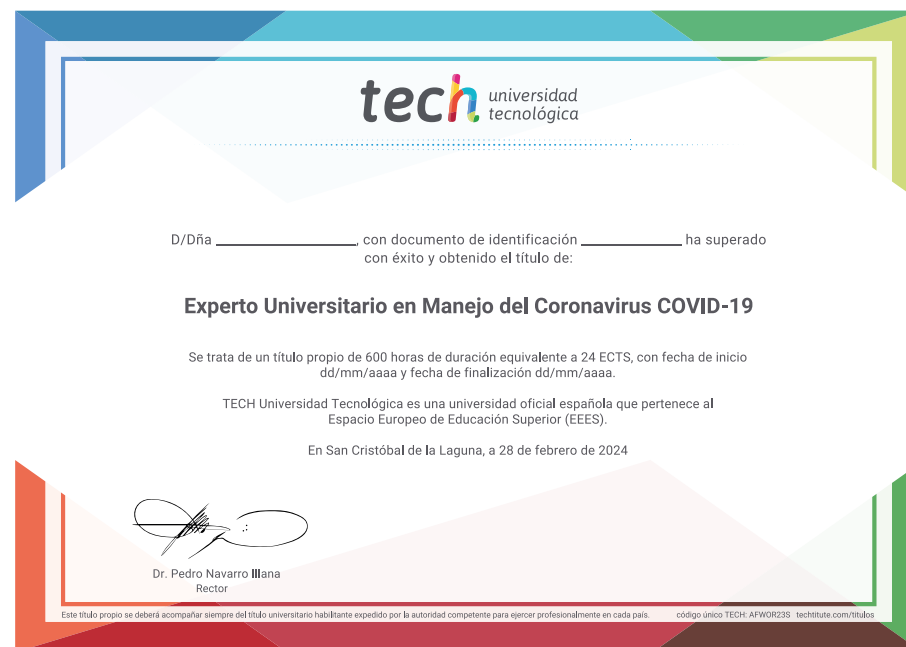 tech universidad
tecnológica
D/Dña ____________________, con documento de identificación ______________ ha superado
con éxito y obtenido el título de:
Experto Universitario en Manejo del Coronavirus COVID-19
Se trata de un título propio de 600 horas de duración equivalente a 24 ECTS, con fecha de inicio
dd/mm/aaaa y fecha de finalización dd/mm/aaaa.
TECH Universidad Tecnológica es una universidad oficial española que pertenece al
Espacio Europeo de Educación Superior (EEES).
En San Cristóbal de la Laguna, a 28 de febrero de 2024
Dr. Pedro Navarro Illana
Rector
Este título propio se deberá acompañar siempre del título universitario habilitante expedido por la autoridad competente para ejercer profesionalmente en cada país. código único TECH: AFWOR23S techtitute.com/titulos